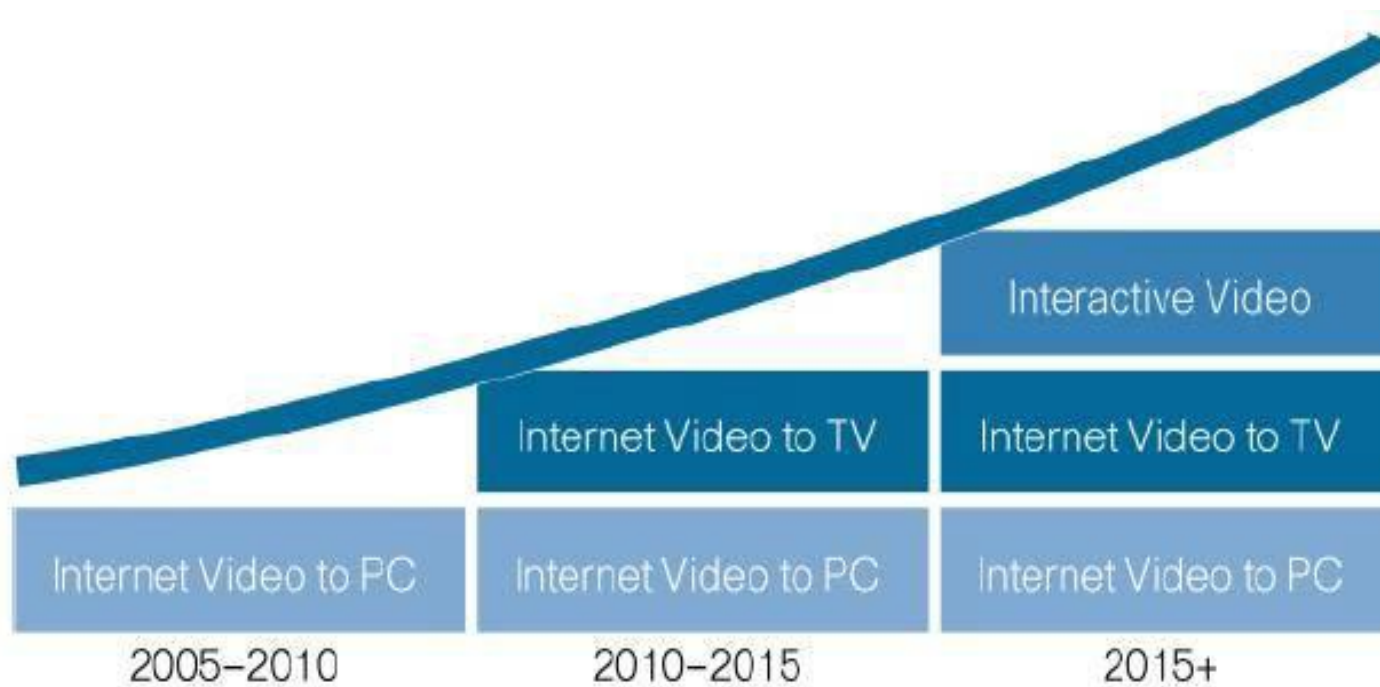 Interactive Video
Internet Video to TV
Internet Video to TV
Internet Video to PC
Internet Video to PC
Internet Video to PC
2005–2010
2010–2015
2015+